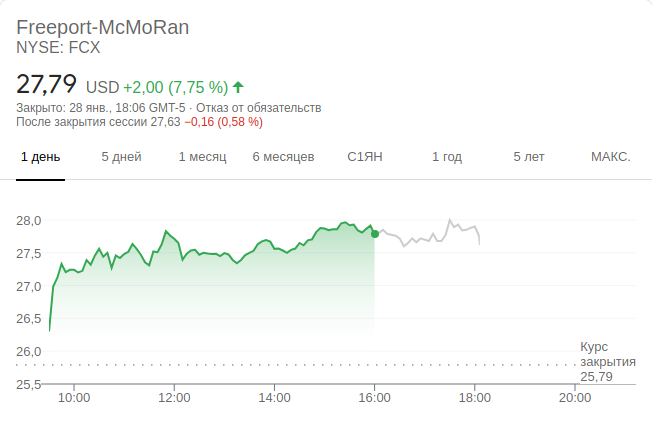 Freeport-McMoRan
NYSE: FCX
27,79 USD +2,00 (7,75 %)
Закрыто: 28 янв., 18:06 GMT-5 · Отказ от обязательств
После закрытия сессии 27,63 −0,16 (0,58 %)
1 день 5 дней 1 месяц 6 месяцев С1ЯН 1 год 5 лет МАКС.
28,0
27,5
27,0
26,5
26,0
Курс
закрытия
25,79
25,5
10:00 12:00 14:00 16:00 18:00 20:00